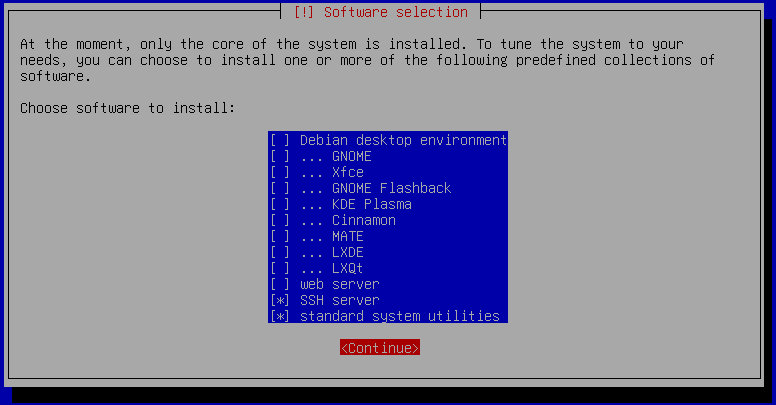 [!] Software selection
At the moment, only the core of the system is installed. To tune the system to your
needs, you can choose to install one or more of the following predefined collections of
software.
Choose software to install:
[ ] Debian desktop environment
[ ] ... GNOME
[ ] ... Xfce
[ ] ... GNOME Flashback
[ ] ... KDE Plasma
[ ] ... Cinnamon
[ ] ... MATE
[ ] ... LXDE
[ ] ... LXQt
[ ] web server
[*] SSH server
[*] standard system utilities
<Continue>